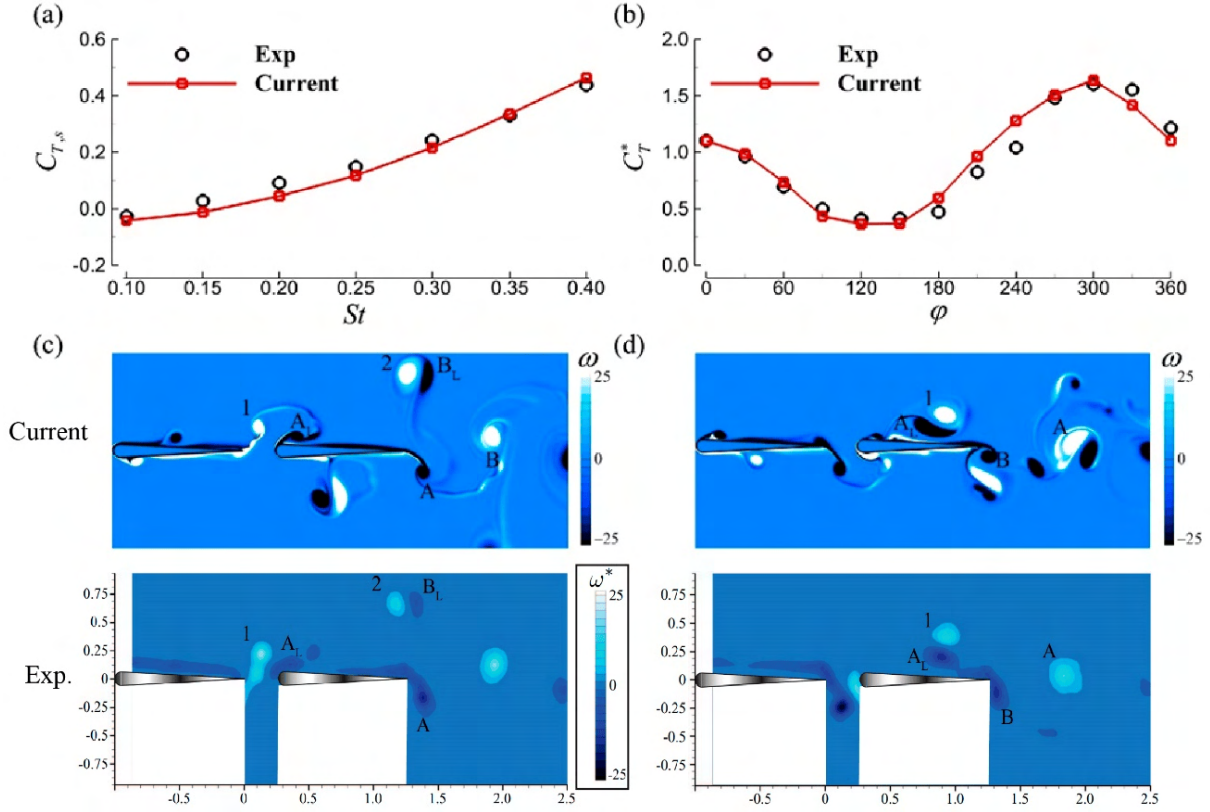 (a)
0.6
0.4
0.2
0.0
-0.2
C_{T,s}
Exp
Current
0.10 0.15 0.20 0.25 0.30 0.35 0.40
St
(b)
2.0
1.5
1.0
0.5
0.0
C_T^*
Exp
Current
0 60 120 180 240 300 360
φ
(c)
Current
1
A_L
2
B_L
A
B
ω
25
0
−25
(d)
1
A_L
B
A
ω
25
0
−25
Exp.
0.75
0.50
0.25
0
-0.25
-0.50
-0.75
1
A_L
2
B_L
A
-0.5 0 0.5 1.0 1.5 2.0 2.5
ω*
25
0
-25
0.75
0.50
0.25
0
-0.25
-0.50
-0.75
1
A_L
A
B
-0.5 0 0.5 1.0 1.5 2.0 2.5